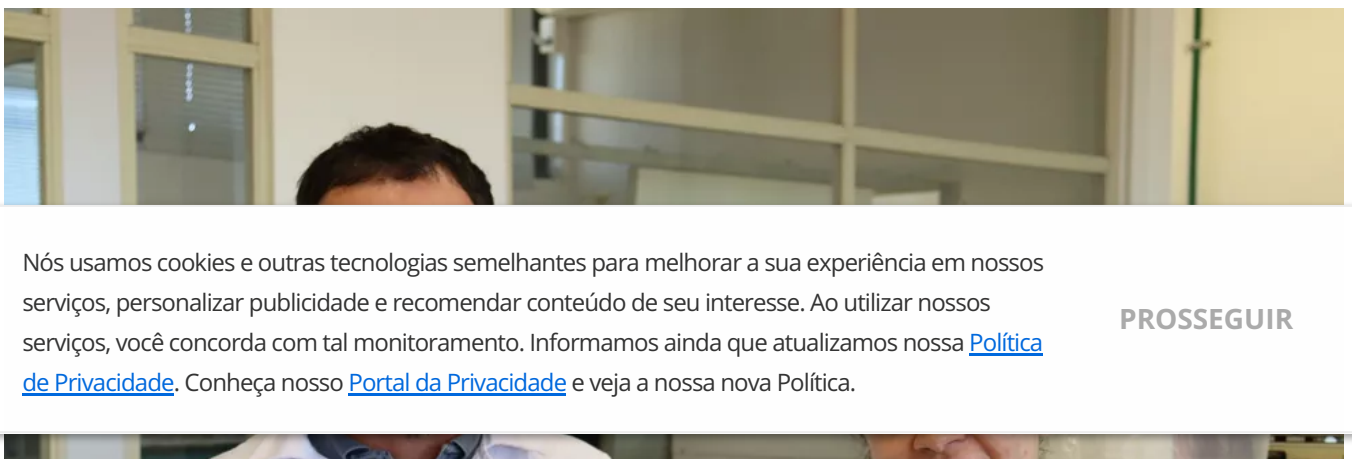 Nós usamos cookies e outras tecnologias semelhantes para melhorar a sua experiência em nossos
serviços, personalizar publicidade e recomendar conteúdo de seu interesse. Ao utilizar nossos
serviços, você concorda com tal monitoramento. Informamos ainda que atualizamos nossa Política
de Privacidade. Conheça nosso Portal da Privacidade e veja a nossa nova Política.
PROSSEGUIR